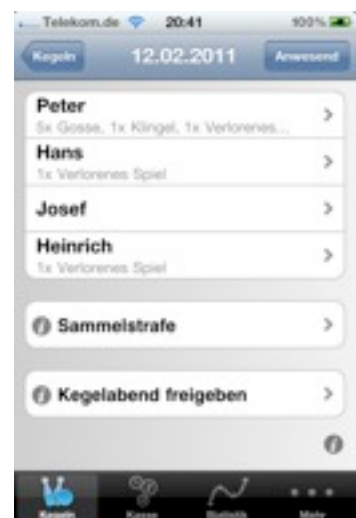 Telekom.de 20:41 100%
Kegeln 12.02.2011 Anwesend
Peter
5x Gosse, 1x Klingel, 1x Verlorenes...
Hans
1x Verlorenes Spiel
Josef
Heinrich
1x Verlorenes Spiel
Sammelstrafe
Kegelabend freigeben
Kegeln Kasse Statistik Mehr